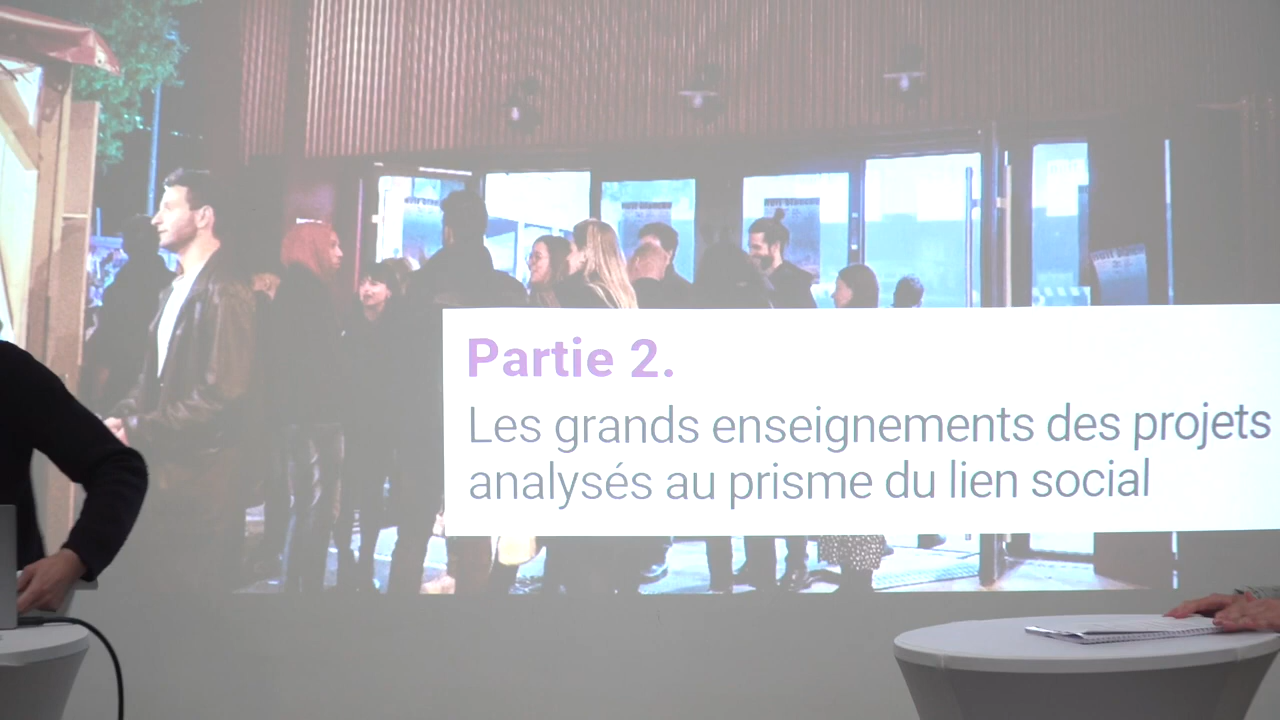 Partie 2.
Les grands enseignements des projets
analysés au prisme du lien social